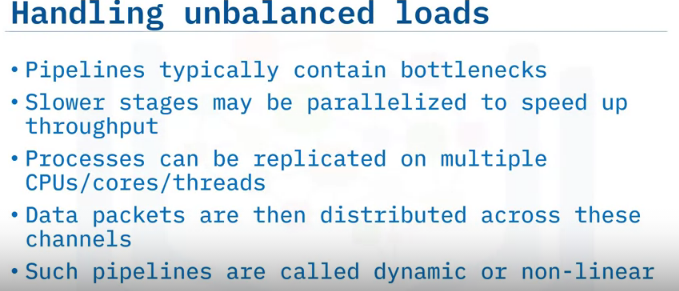 Handling unbalanced loads
• Pipelines typically contain bottlenecks
• Slower stages may be parallelized to speed up
throughput
• Processes can be replicated on multiple
CPUs/cores/threads
• Data packets are then distributed across these
channels
• Such pipelines are called dynamic or non-linear